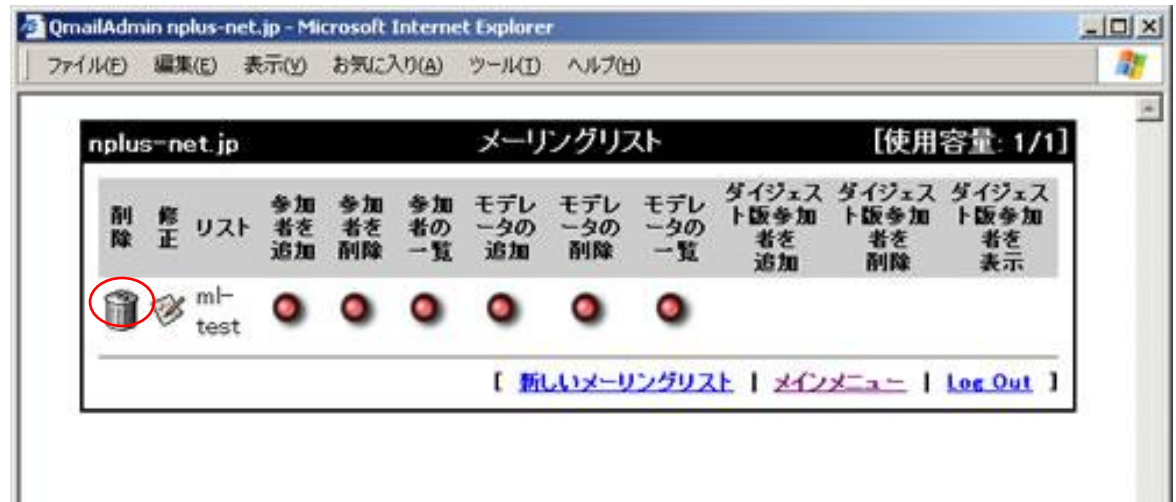 QmailAdmin nplus-net.jp - Microsoft Internet Explorer
ファイル(F) 編集(E) 表示(V) お気に入り(A) ツール(T) ヘルプ(H)
nplus-net.jp メーリングリスト [使用容量: 1/1]
削除 修正 リスト 参加者を追加 参加者を削除 参加者の一覧 モデレータの追加 モデレータの削除 モデレータの一覧 ダイジェスト版参加者を追加 ダイジェスト版参加者を削除 ダイジェスト版参加者を表示
ml-
test
[ 新しいメーリングリスト | メインメニュー | Log Out ]